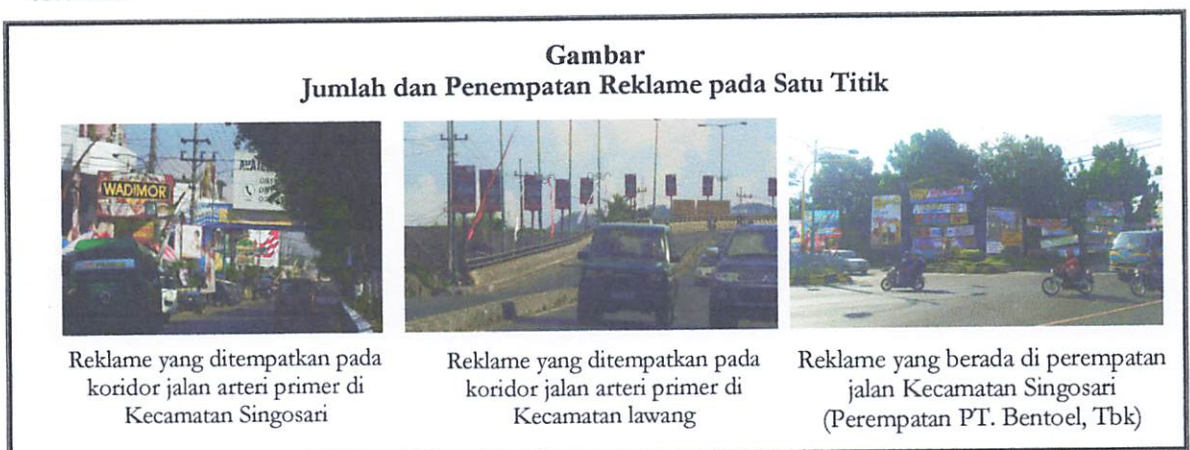 Gambar
Jumlah dan Penempatan Reklame pada Satu Titik
WADIMOR
Reklame yang ditempatkan pada
koridor jalan arteri primer di
Kecamatan Singosari
Reklame yang ditempatkan pada
koridor jalan arteri primer di
Kecamatan lawang
Reklame yang berada di perempatan
jalan Kecamatan Singosari
(Perempatan PT. Bentoel, Tbk)